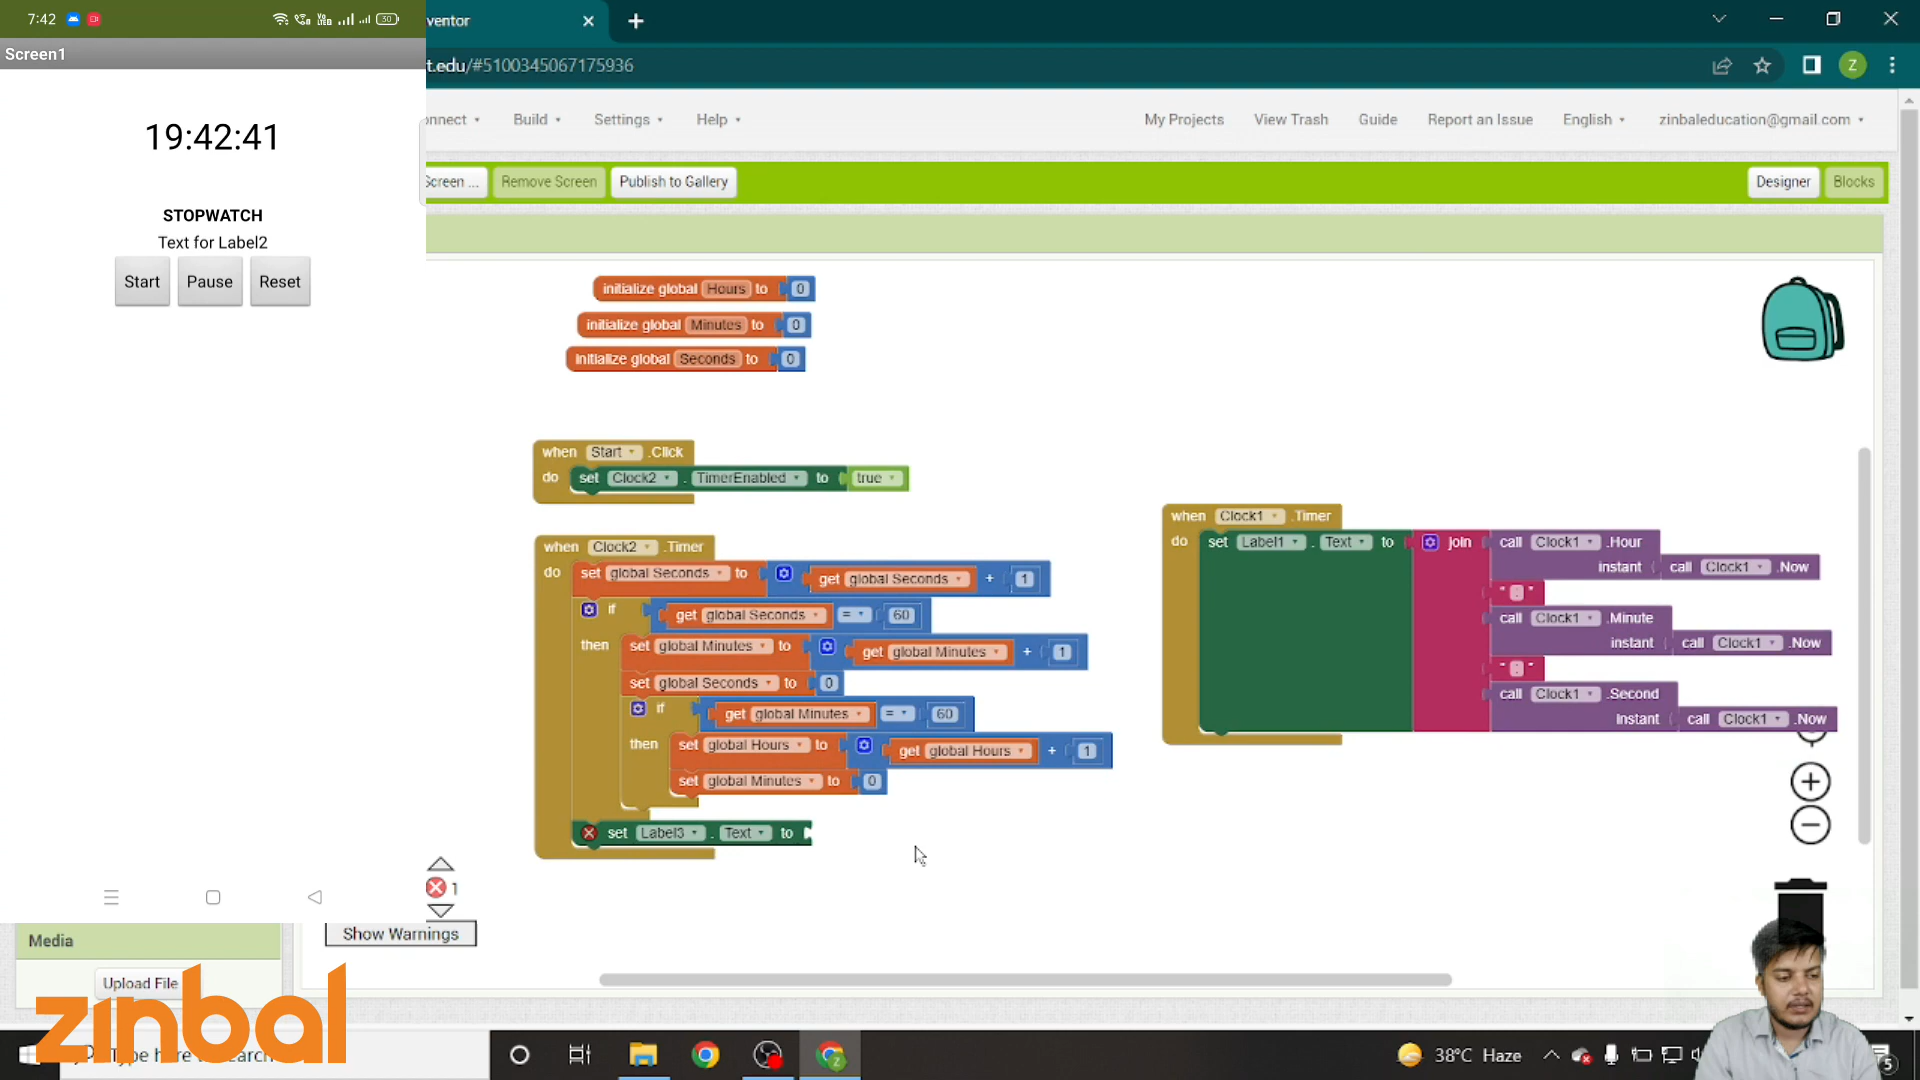 7:42
30
Screen1
19:42:41
STOPWATCH
Text for Label2
Start
Pause
Reset
ventor
t.edu/#5100345067175936
Z
onnect
Build
Settings
Help
My Projects
View Trash
Guide
Report an Issue
English
zinbaleducation@gmail.com
Screen ...
Remove Screen
Publish to Gallery
Designer
Blocks
initialize global Hours to 0
initialize global Minutes to 0
initialize global Seconds to 0
when Start .Click
do set Clock2 . TimerEnabled to true
when Clock2 .Timer
do set global Seconds to get global Seconds + 1
if get global Seconds = 60
then set global Minutes to get global Minutes + 1
set global Seconds to 0
if get global Minutes = 60
then set global Hours to get global Hours + 1
set global Minutes to 0
set Label3 . Text to
when Clock1 .Timer
do set Label1 . Text to join call Clock1 .Hour
instant call Clock1 .Now
" : "
call Clock1 .Minute
instant call Clock1 .Now
" : "
call Clock1 .Second
instant call Clock1 .Now
1
Show Warnings
Media
Upload File
zinbal
Type here to search
38°C Haze
5